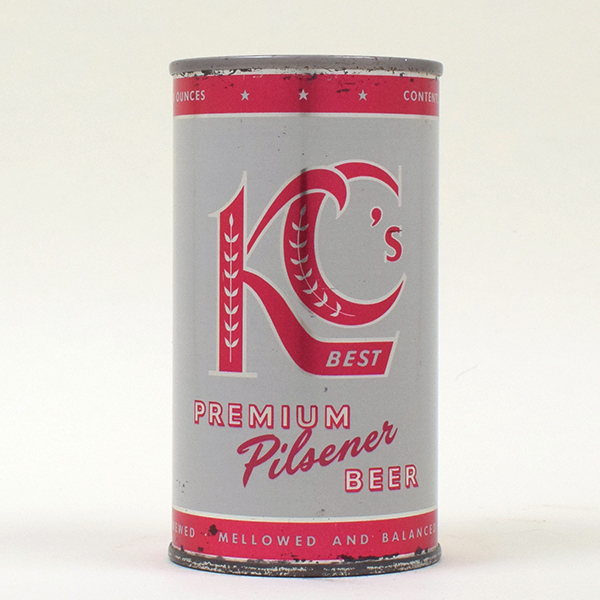 OUNCES ★ ★ ★ CONTENT
KC's
BEST
PREMIUM
Pilsener
BEER
MELLOWED AND BALANCED